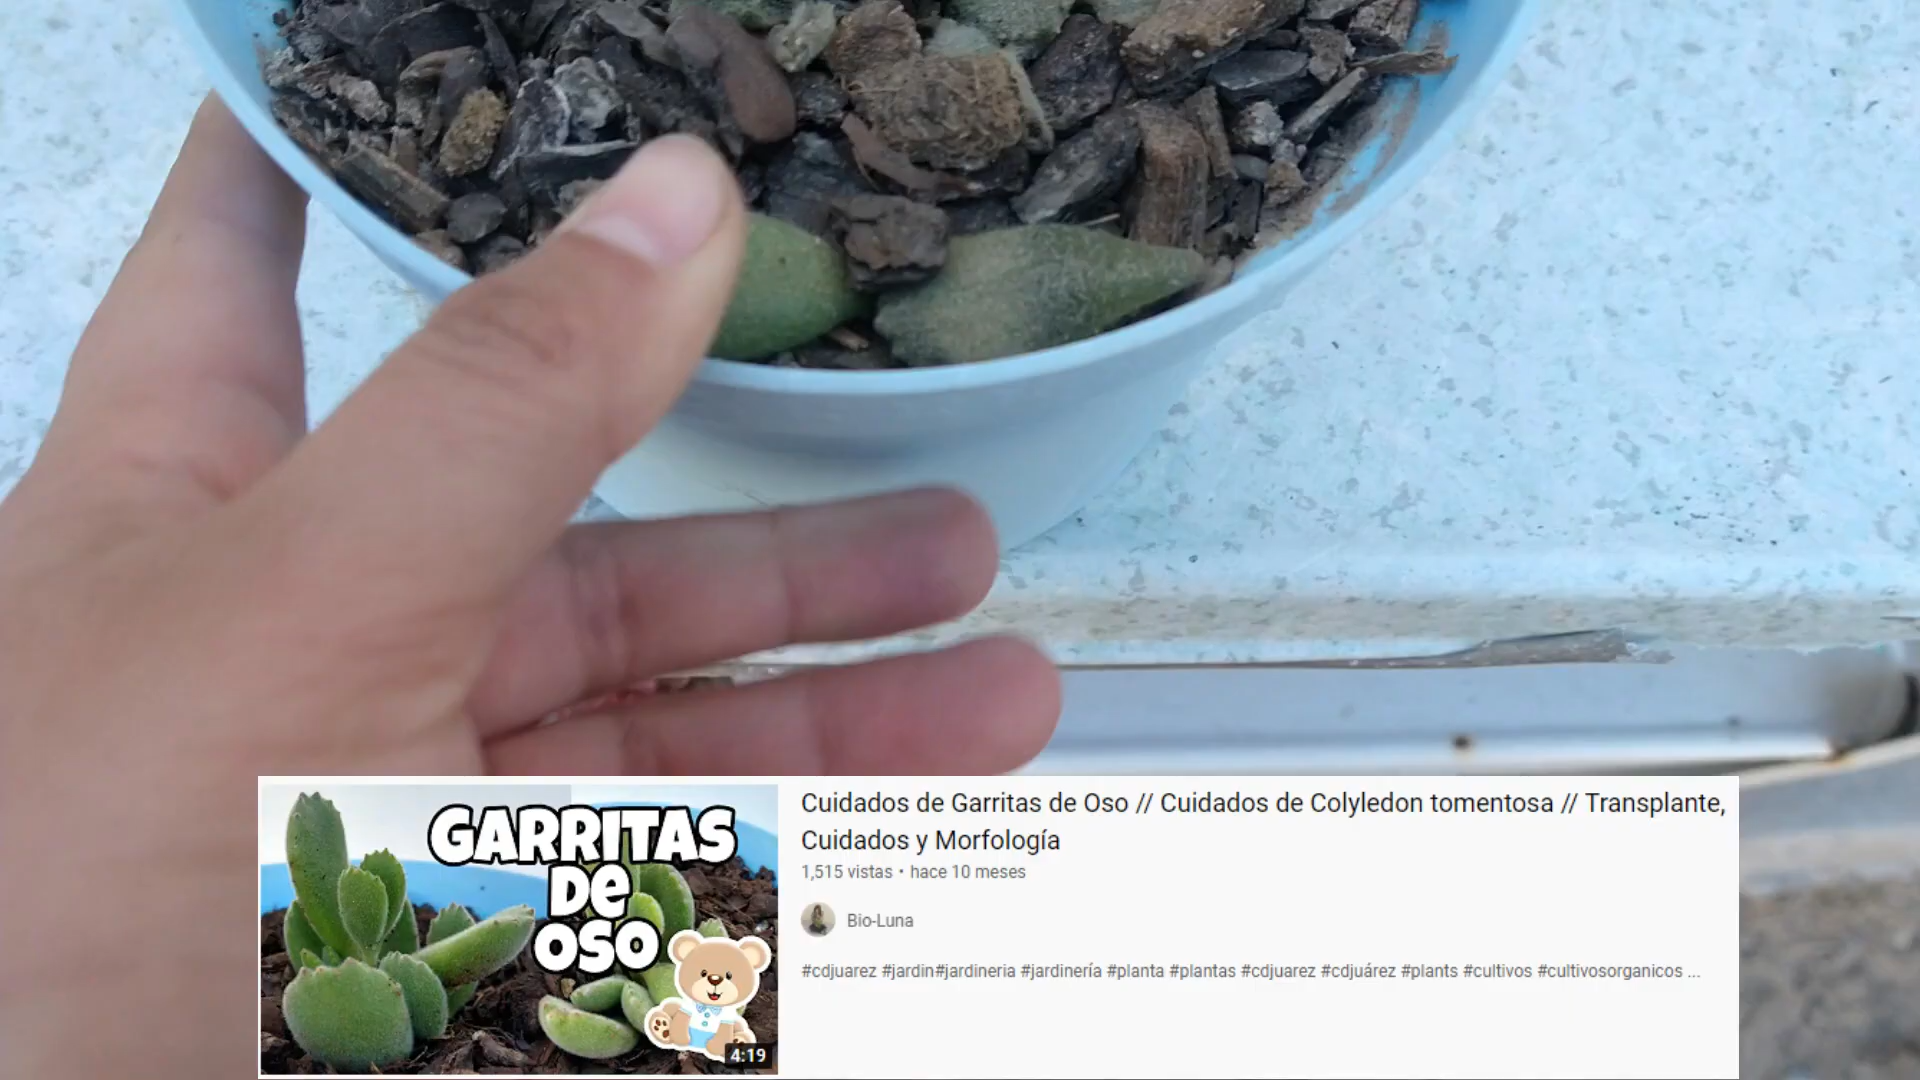 GARRITAS
De
OSO
4:19
Cuidados de Garritas de Oso // Cuidados de Colyledon tomentosa // Transplante,
Cuidados y Morfología
1,515 vistas • hace 10 meses
Bio-Luna
#cdjuarez #jardin#jardineria #jardinería #planta #plantas #cdjuarez #cdjuárez #plants #cultivos #cultivosorganicos ...